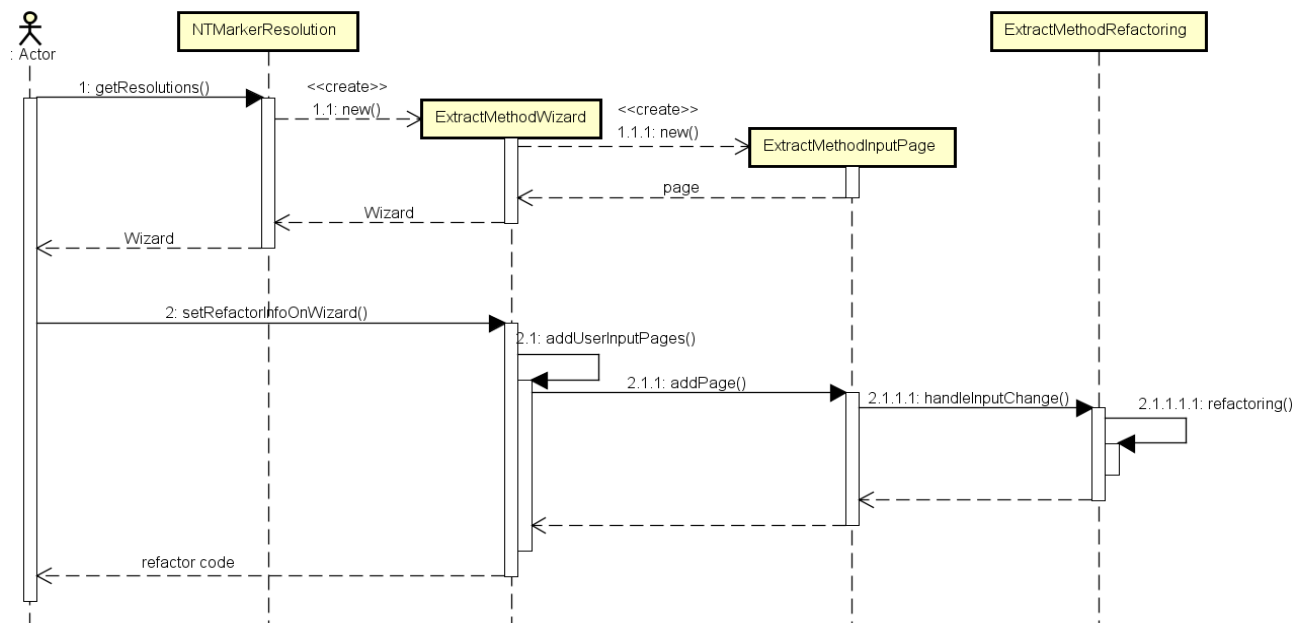 NTMarkerResolution
ExtractMethodRefactoring
: Actor
1: getResolutions()
<<create>>
1.1: new()
ExtractMethodWizard
<<create>>
1.1.1: new()
ExtractMethodInputPage
page
Wizard
Wizard
2: setRefactorInfoOnWizard()
2.1: addUserInputPages()
2.1.1: addPage()
2.1.1.1: handleInputChange()
2.1.1.1.1: refactoring()
refactor code